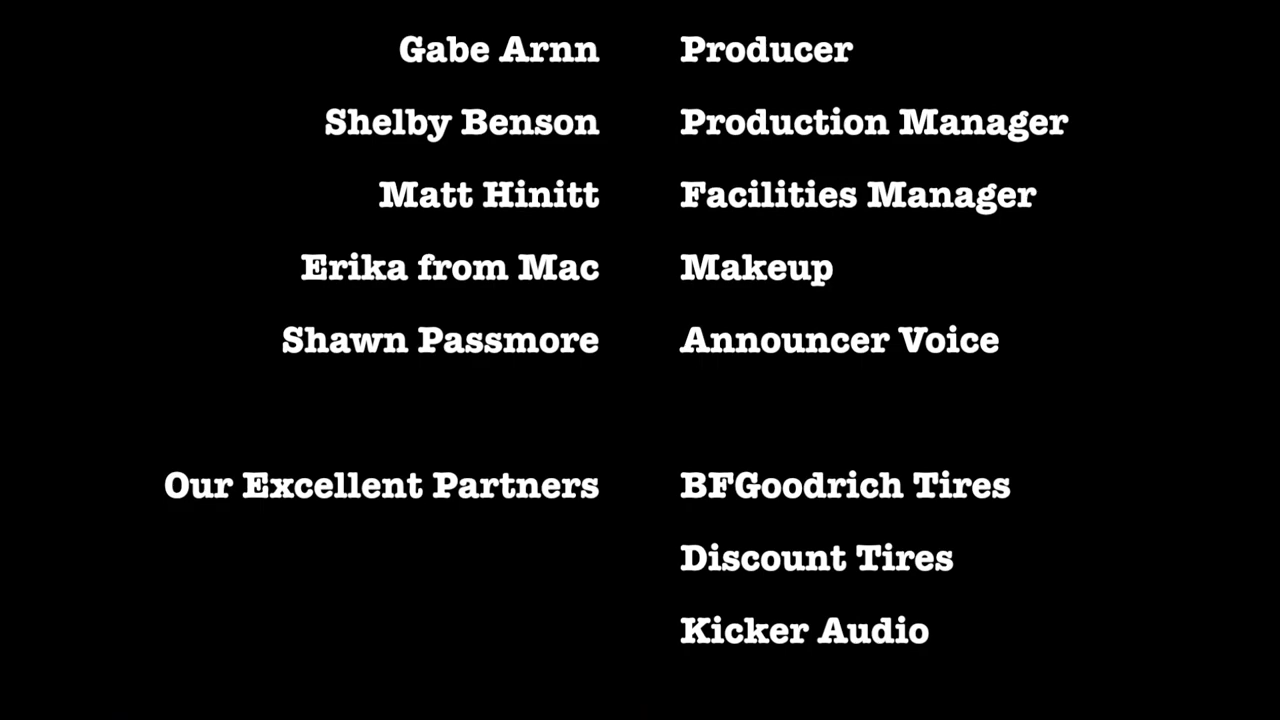 Gabe Arnn Producer
Shelby Benson Production Manager
Matt Hinitt Facilities Manager
Erika from Mac Makeup
Shawn Passmore Announcer Voice
Our Excellent Partners BFGoodrich Tires
Discount Tires
Kicker Audio